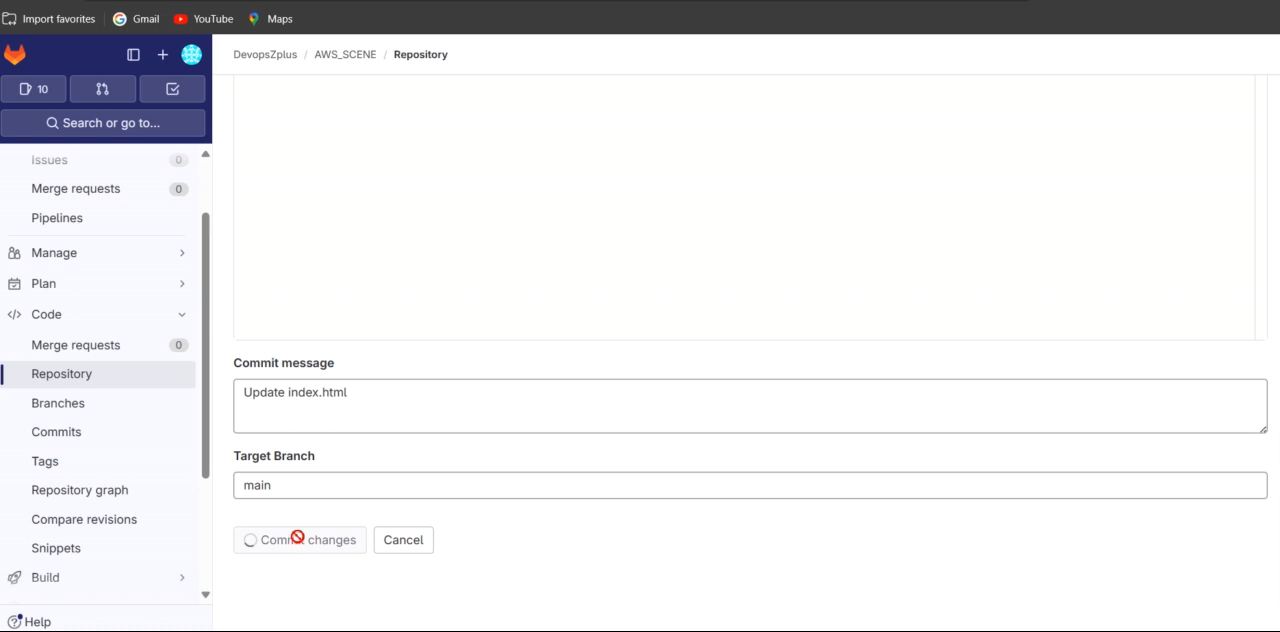 Import favorites
Gmail
YouTube
Maps
DevopsZplus / AWS_SCENE / Repository
10
Search or go to...
Issues 0
Merge requests 0
Pipelines
Manage
Plan
Code
Merge requests 0
Repository
Branches
Commits
Tags
Repository graph
Compare revisions
Snippets
Build
Help
Commit message
Update index.html
Target Branch
main
Commit changes
Cancel